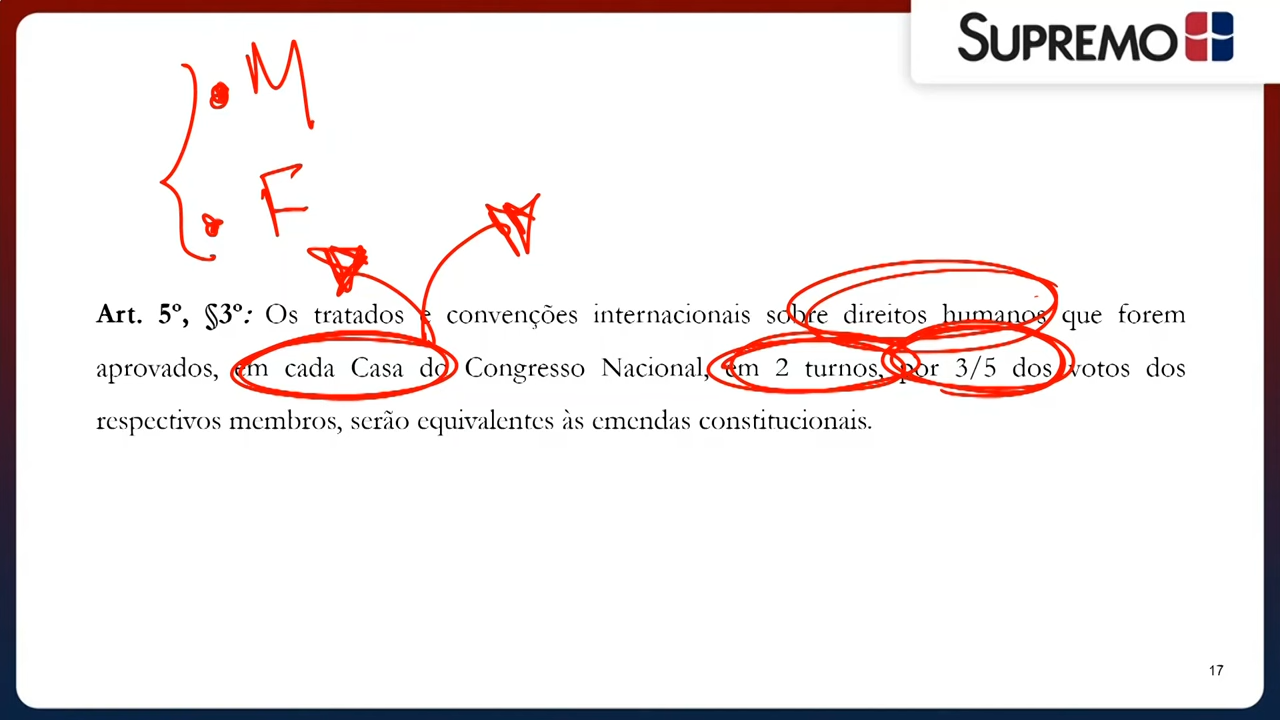 SUPREMO
M
F
Art. 5º, §3º: Os tratados e convenções internacionais sobre direitos humanos que forem
aprovados, em cada Casa do Congresso Nacional, em 2 turnos, por 3/5 dos votos dos
respectivos membros, serão equivalentes às emendas constitucionais.
17